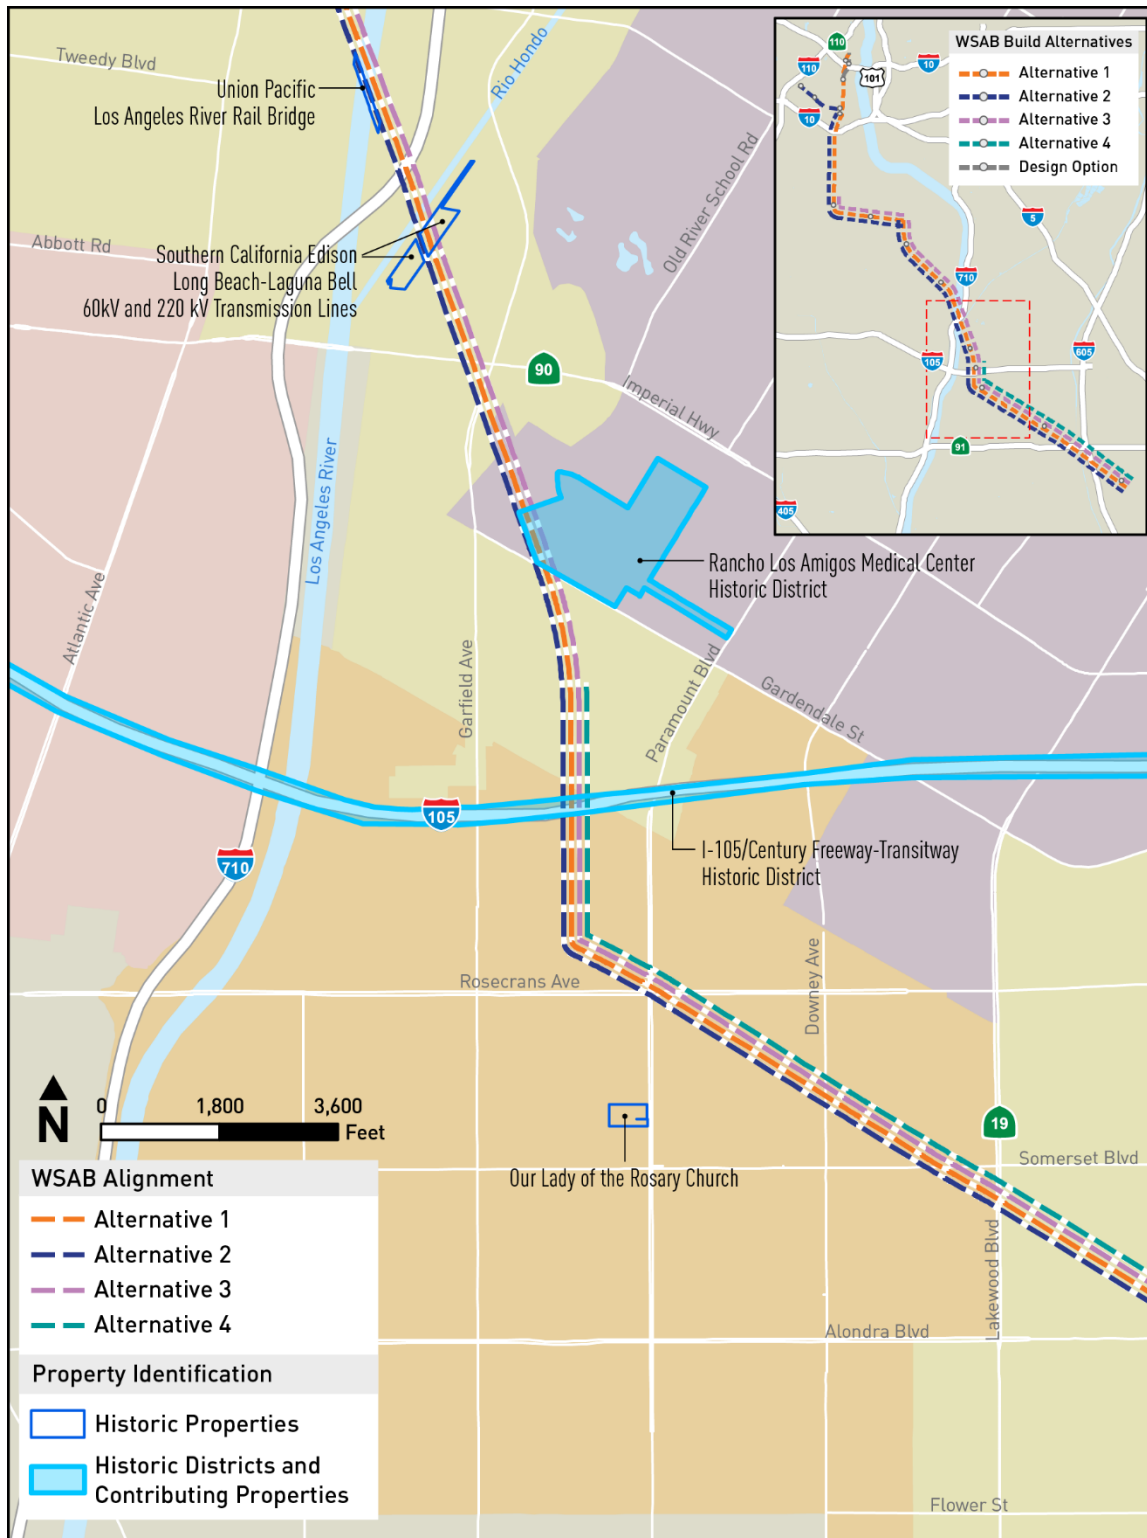 Tweedy Blvd
Union Pacific
Los Angeles River Rail Bridge
Rio Hondo
Old River School Rd
Abbott Rd
Southern California Edison
Long Beach-Laguna Bell
60kV and 220 kV Transmission Lines
90
Imperial Hwy
Los Angeles River
Atlantic Ave
Rancho Los Amigos Medical Center
Historic District
Garfield Ave
Paramount Blvd
Gardendale St
105
710
I-105/Century Freeway-Transitway
Historic District
Rosecrans Ave
Downey Ave
N
0 1,800 3,600
Feet
19
Our Lady of the Rosary Church
Somerset Blvd
Lakewood Blvd
Alondra Blvd
Flower St
WSAB Alignment
Alternative 1
Alternative 2
Alternative 3
Alternative 4
Property Identification
Historic Properties
Historic Districts and
Contributing Properties
WSAB Build Alternatives
Alternative 1
Alternative 2
Alternative 3
Alternative 4
Design Option
110
110
101
10
10
5
710
105
605
91
405